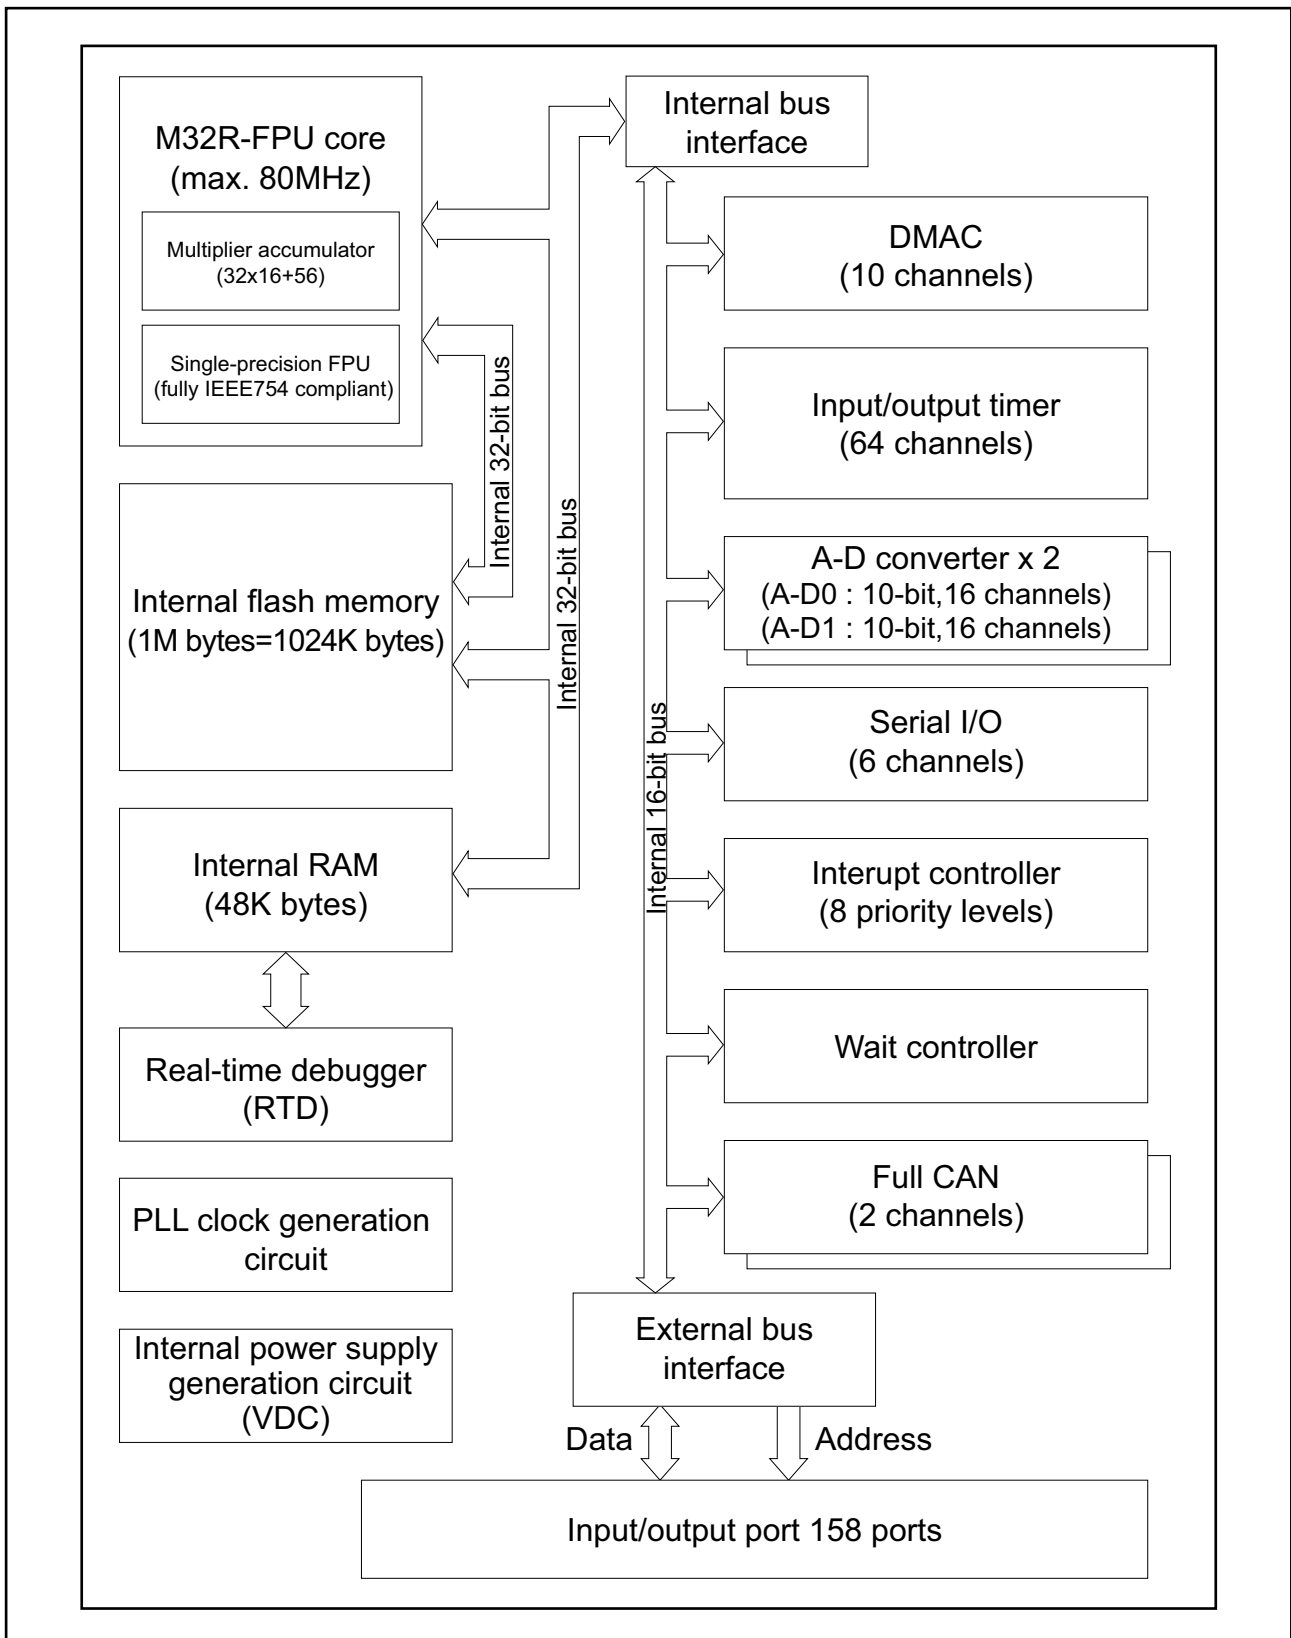 M32R-FPU core
(max. 80MHz)
Multiplier accumulator
(32x16+56)
Single-precision FPU
(fully IEEE754 compliant)
Internal flash memory
(1M bytes=1024K bytes)
Internal RAM
(48K bytes)
Real-time debugger
(RTD)
PLL clock generation
circuit
Internal power supply
generation circuit
(VDC)
Internal 32-bit bus
Internal 32-bit bus
Internal bus
interface
Internal 16-bit bus
DMAC
(10 channels)
Input/output timer
(64 channels)
A-D converter x 2
(A-D0 : 10-bit,16 channels)
(A-D1 : 10-bit,16 channels)
Serial I/O
(6 channels)
Interupt controller
(8 priority levels)
Wait controller
Full CAN
(2 channels)
External bus
interface
Data
Address
Input/output port 158 ports